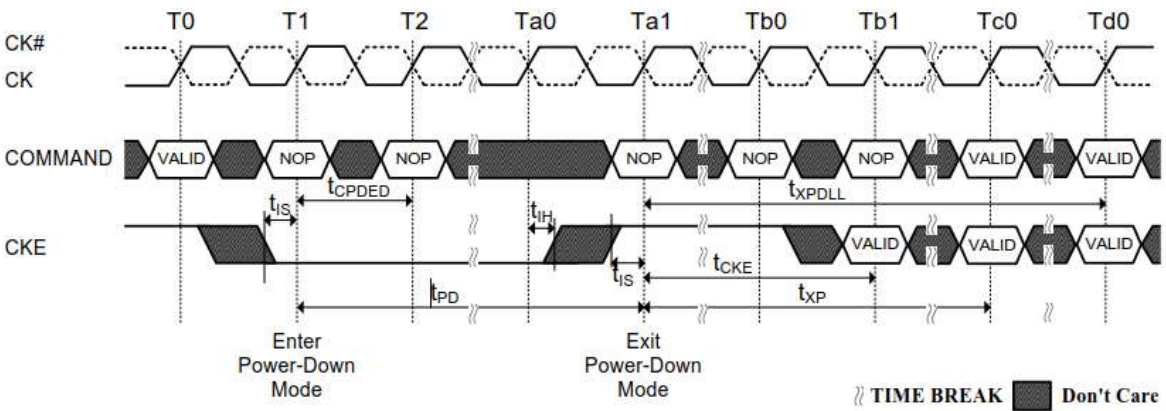 T0 T1 T2 Ta0 Ta1 Tb0 Tb1 Tc0 Td0
CK#
CK
COMMAND VALID NOP NOP NOP NOP NOP VALID VALID
tCPDED tXPDLL
tIS tIH
CKE VALID VALID VALID
tIS tCKE
tPD tXP
Enter Exit
Power-Down Power-Down
Mode Mode
TIME BREAK Don't Care